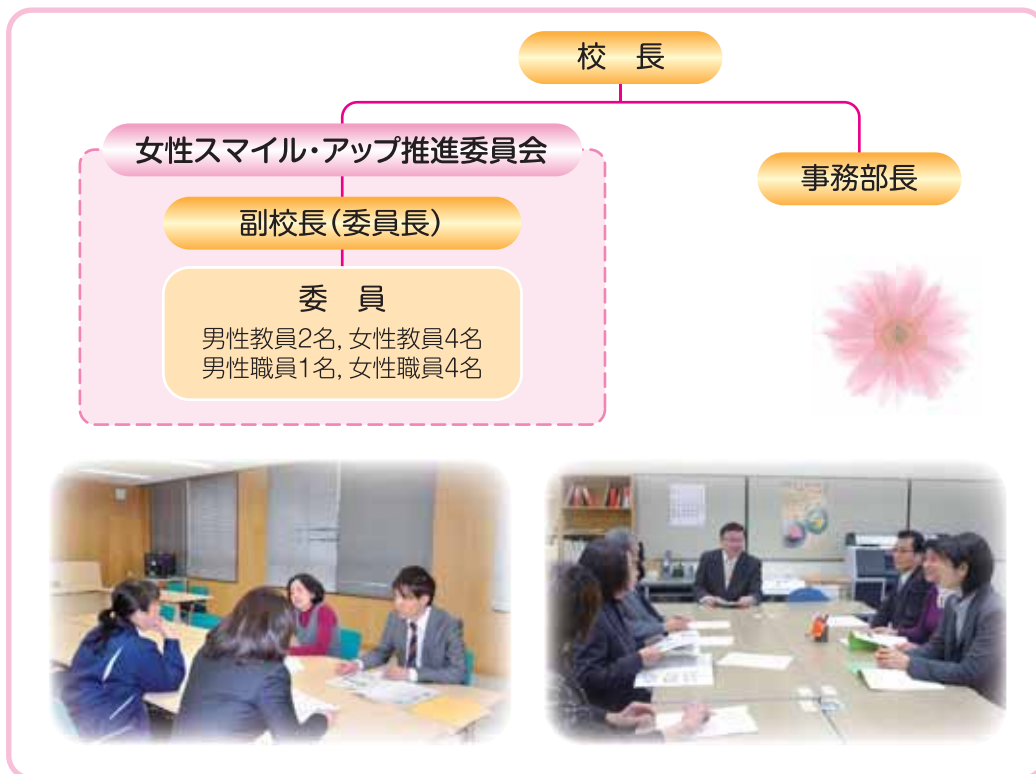 校　長
女性スマイル・アップ推進委員会
事務部長
副校長（委員長）
委　員
男性教員2名, 女性教員4名
男性職員1名, 女性職員4名